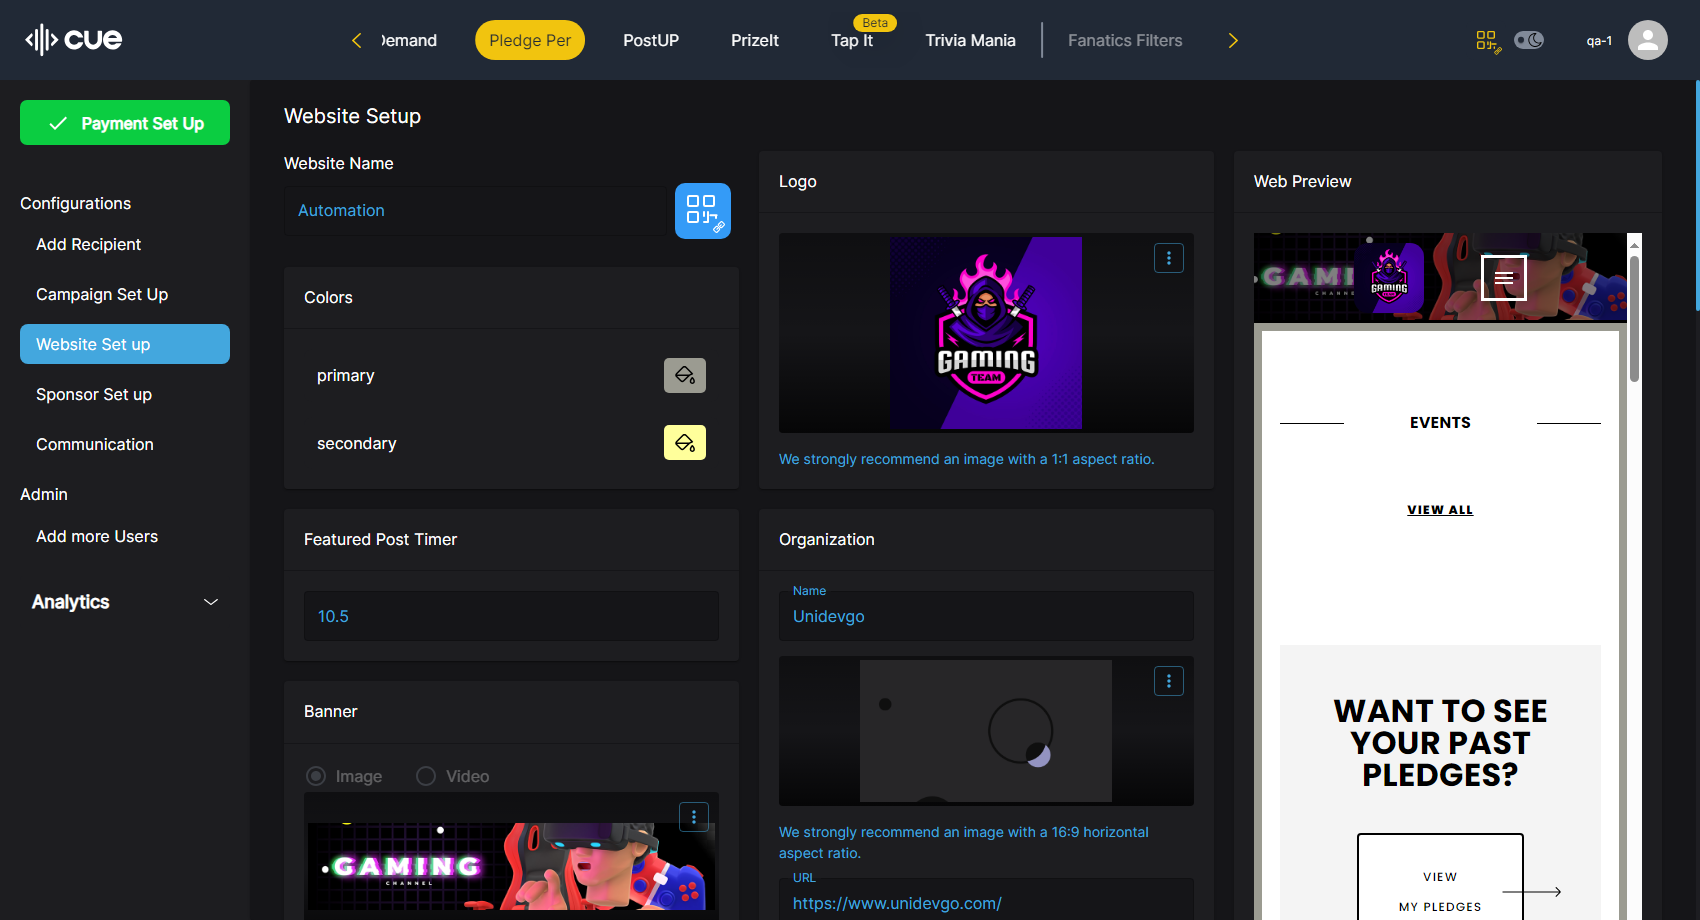 cue
Demand
Pledge Per
PostUP
PrizeIt
Beta
Tap It
Trivia Mania
Fanatics Filters
qa-1
Payment Set Up
Configurations
Add Recipient
Campaign Set Up
Website Set up
Sponsor Set up
Communication
Admin
Add more Users
Analytics
Website Setup
Website Name
Automation
Colors
primary
secondary
Featured Post Timer
10.5
Banner
Image
Video
GAMING
CHANNEL
Logo
GAMING
TEAM
We strongly recommend an image with a 1:1 aspect ratio.
Organization
Name
Unidevgo
We strongly recommend an image with a 16:9 horizontal
aspect ratio.
URL
https://www.unidevgo.com/
Web Preview
GAMI
CHANN
GAMING
TEAM
EVENTS
VIEW ALL
WANT TO SEE
YOUR PAST
PLEDGES?
VIEW
MY PLEDGES